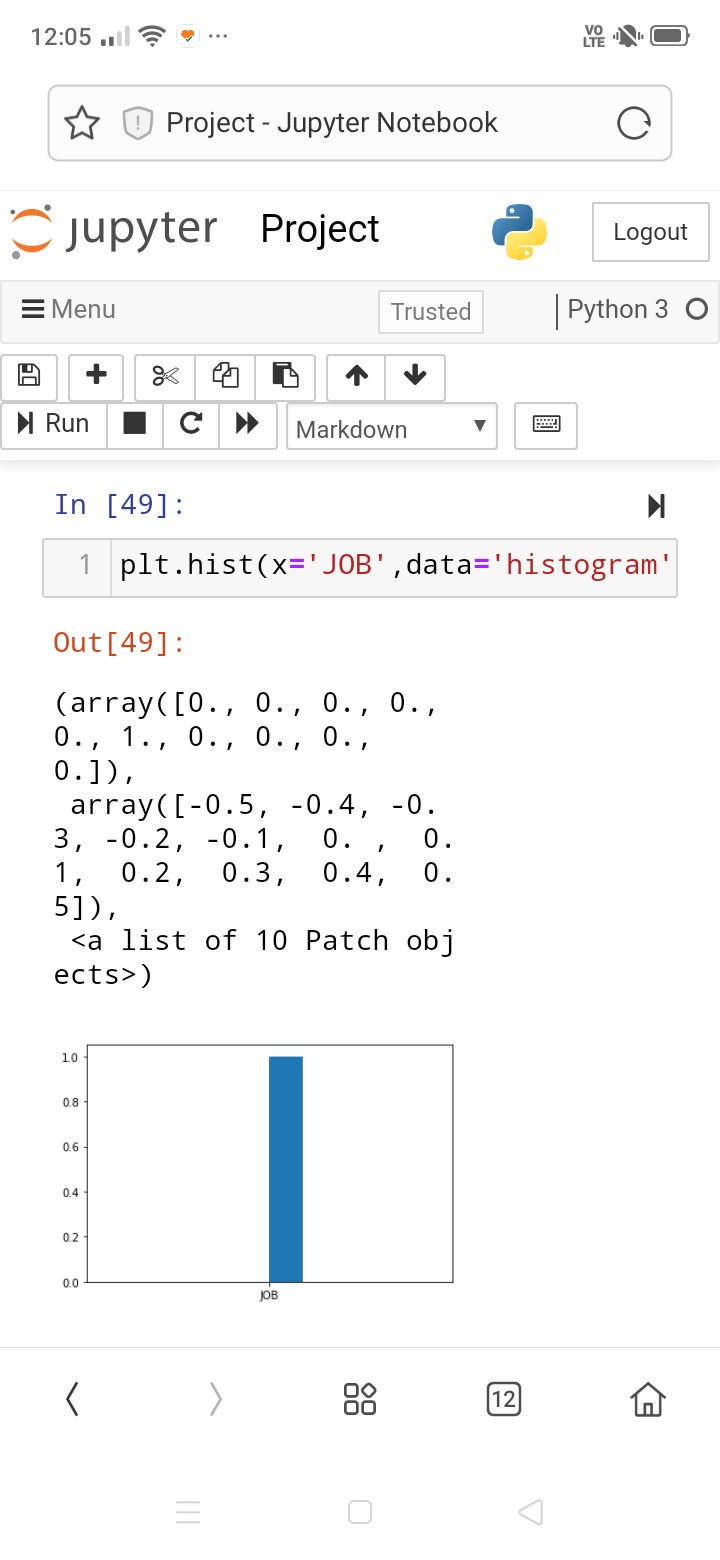 12:05 VO LTE
Project - Jupyter Notebook
jupyter Project Logout
Menu Trusted Python 3
Run Markdown
In [49]:
1 plt.hist(x='JOB',data='histogram'
Out[49]:
(array([0., 0., 0., 0.,
0., 1., 0., 0., 0.,
0.]),
array([-0.5, -0.4, -0.
3, -0.2, -0.1, 0. , 0.
1, 0.2, 0.3, 0.4, 0.
5]),
<a list of 10 Patch obj
ects>)
1.0
0.8
0.6
0.4
0.2
0.0
JOB
12